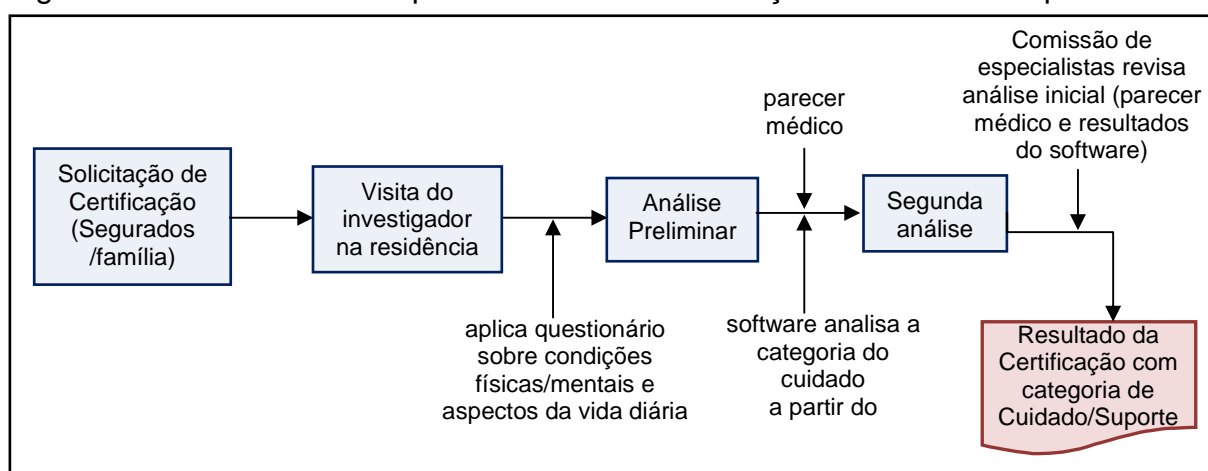 Solicitação de
Certificação
(Segurados
/família)
Visita do
investigador
na residência
aplica questionário
sobre condições
físicas/mentais e
aspectos da vida diária
Análise
Preliminar
parecer
médico
software analisa a
categoria do
cuidado
a partir do
Segunda
análise
Comissão de
especialistas revisa
análise inicial (parecer
médico e resultados
do software)
Resultado da
Certificação com
categoria de
Cuidado/Suporte